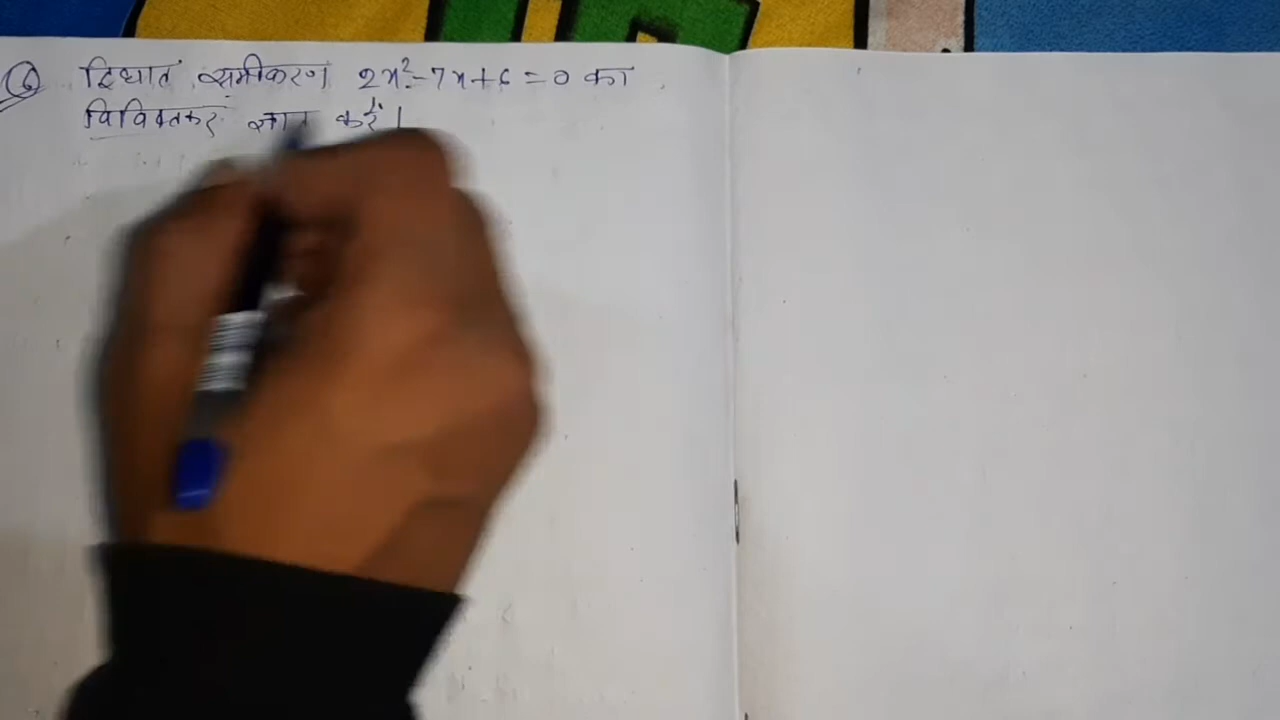 Q द्विघात समीकरण 2x²-7x+6=0 का
विविक्तकर ज्ञात करें।